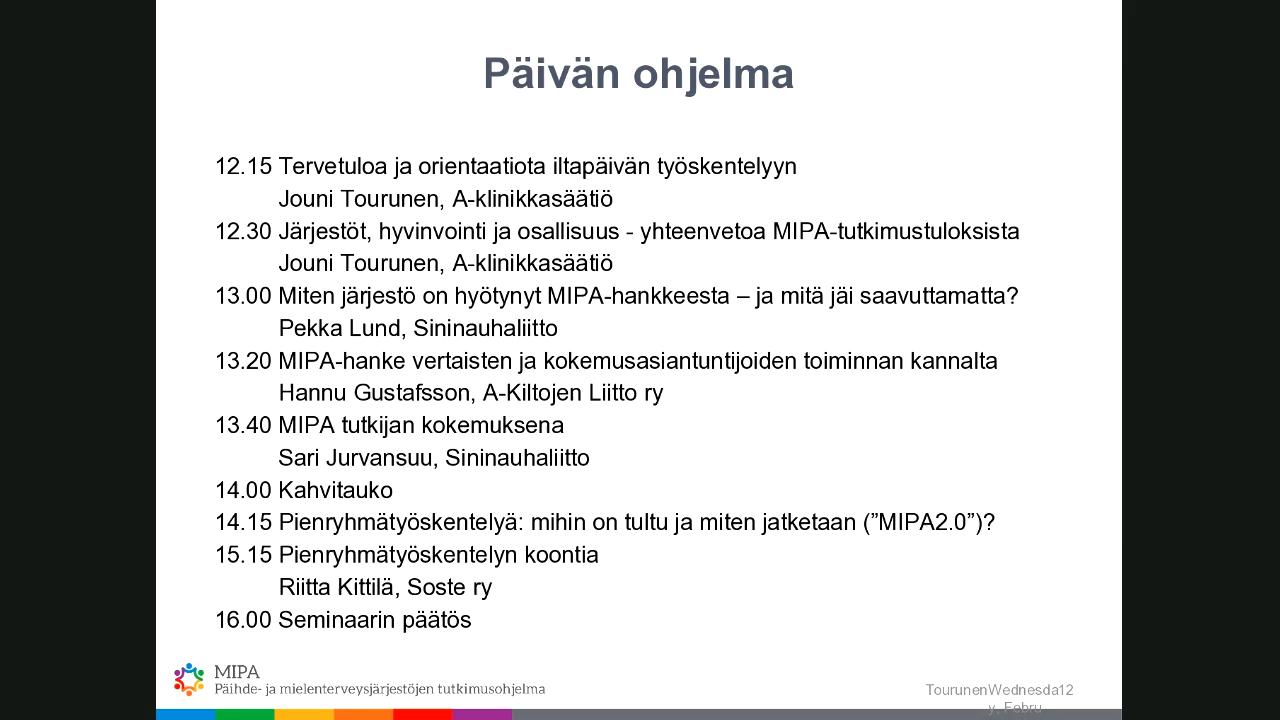 Päivän ohjelma
12.15 Tervetuloa ja orientaatiota iltapäivän työskentelyyn
Jouni Tourunen, A-klinikkasäätiö
12.30 Järjestöt, hyvinvointi ja osallisuus - yhteenvetoa MIPA-tutkimustuloksista
Jouni Tourunen, A-klinikkasäätiö
13.00 Miten järjestö on hyötynyt MIPA-hankkeesta – ja mitä jäi saavuttamatta?
Pekka Lund, Sininauhaliitto
13.20 MIPA-hanke vertaisten ja kokemusasiantuntijoiden toiminnan kannalta
Hannu Gustafsson, A-Kiltojen Liitto ry
13.40 MIPA tutkijan kokemuksena
Sari Jurvansuu, Sininauhaliitto
14.00 Kahvitauko
14.15 Pienryhmätyöskentelyä: mihin on tultu ja miten jatketaan (”MIPA2.0”)?
15.15 Pienryhmätyöskentelyn koontia
Riitta Kittilä, Soste ry
16.00 Seminaarin päätös
MIPA
Päihde- ja mielenterveysjärjestöjen tutkimusohjelma
TourunenWednesda12
y, Febru